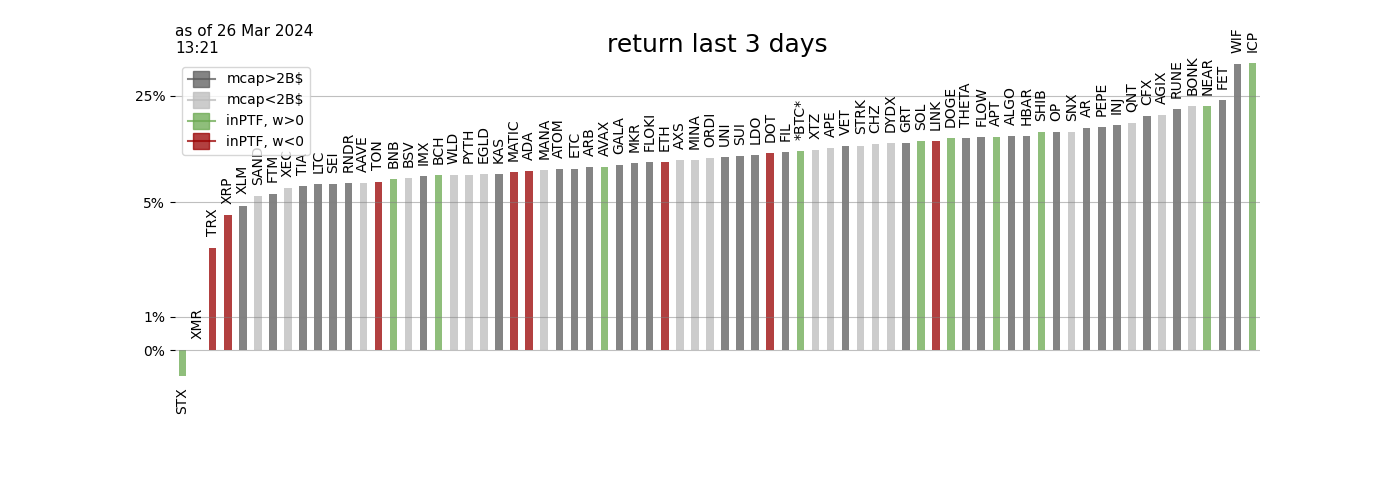 as of 26 Mar 2024
13:21
return last 3 days
mcap>2B$
mcap<2B$
inPTF, w>0
inPTF, w<0
25%
5%
1%
0%
STX
XMR
TRX
XRP
XLM
SAND
FTM
XEC
TIA
LTC
SEI
RNDR
AAVE
TON
BNB
BSV
IMX
BCH
WLD
PYTH
EGLD
KAS
MATIC
ADA
MANA
ATOM
ETC
ARB
AVAX
GALA
MKR
FLOKI
ETH
AXS
MINA
ORDI
UNI
SUI
LDO
DOT
FIL
*BTC*
XTZ
APE
VET
STRK
CHZ
DYDX
GRT
SOL
LINK
DOGE
THETA
FLOW
APT
ALGO
HBAR
SHIB
OP
SNX
AR
PEPE
INJ
QNT
CFX
AGIX
RUNE
BONK
NEAR
FET
WIF
ICP